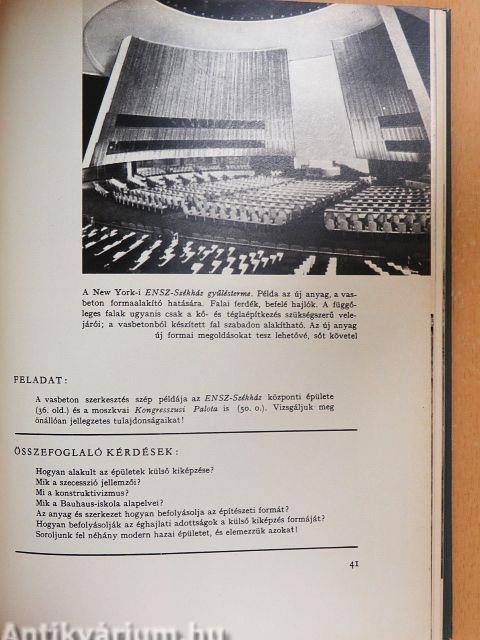 A New York-i ENSZ-Székház gyűlésterme. Példa az új anyag, a vas-
beton formaalakító hatására. Falai ferdék, befelé hajlók. A függő-
leges falak ugyanis csak a kő- és téglaépítkezés szükségszerű vele-
járói; a vasbetonból készített fal szabadon alakítható. Az új anyag
új formai megoldásokat tesz lehetővé, sőt követel
FELADAT:
A vasbeton szerkesztés szép példája az ENSZ-Székház központi épülete
(36. old.) és a moszkvai Kongresszusi Palota is (50. o.). Vizsgáljuk meg
önállóan jellegzetes tulajdonságaikat!
ÖSSZEFOGLALÓ KÉRDÉSEK:
Hogyan alakult az épületek külső kiképzése?
Mik a szecesszió jellemzői?
Mi a konstruktivizmus?
Mik a Bauhaus-iskola alapelvei?
Az anyag és szerkezet hogyan befolyásolja az építészeti formát?
Hogyan befolyásolják az éghajlati adottságok a külső kiképzés formáját?
Soroljunk fel néhány modern hazai épületet, és elemezzük azokat!
41
Antikvárium.hu